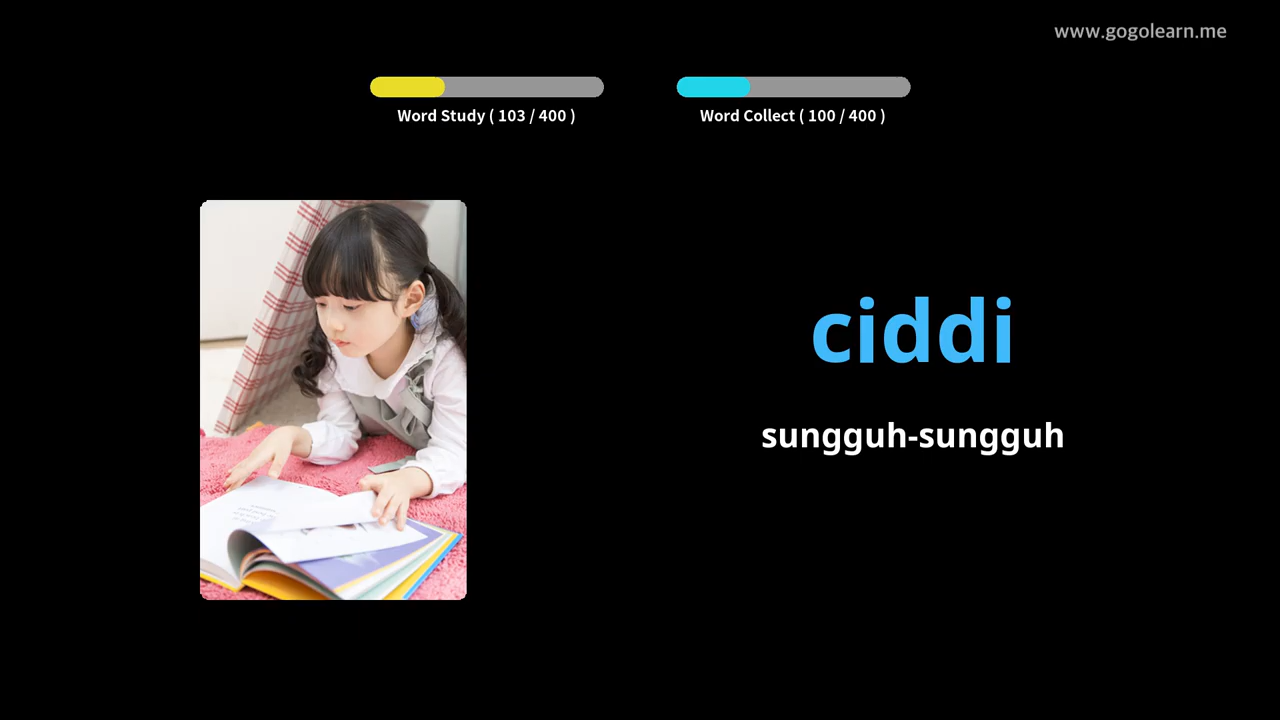 www.gogolearn.me
Word Study ( 103 / 400 )
Word Collect ( 100 / 400 )
ciddi
sungguh-sungguh